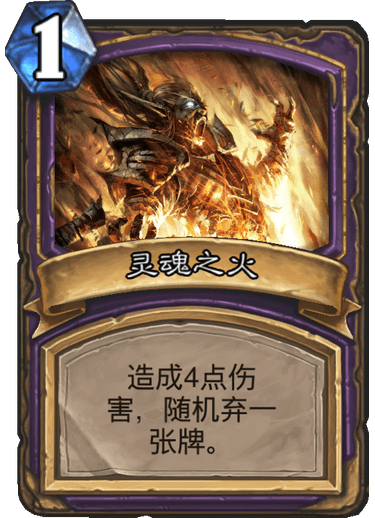 1
灵魂之火
造成4点伤
害，随机弃一
张牌。